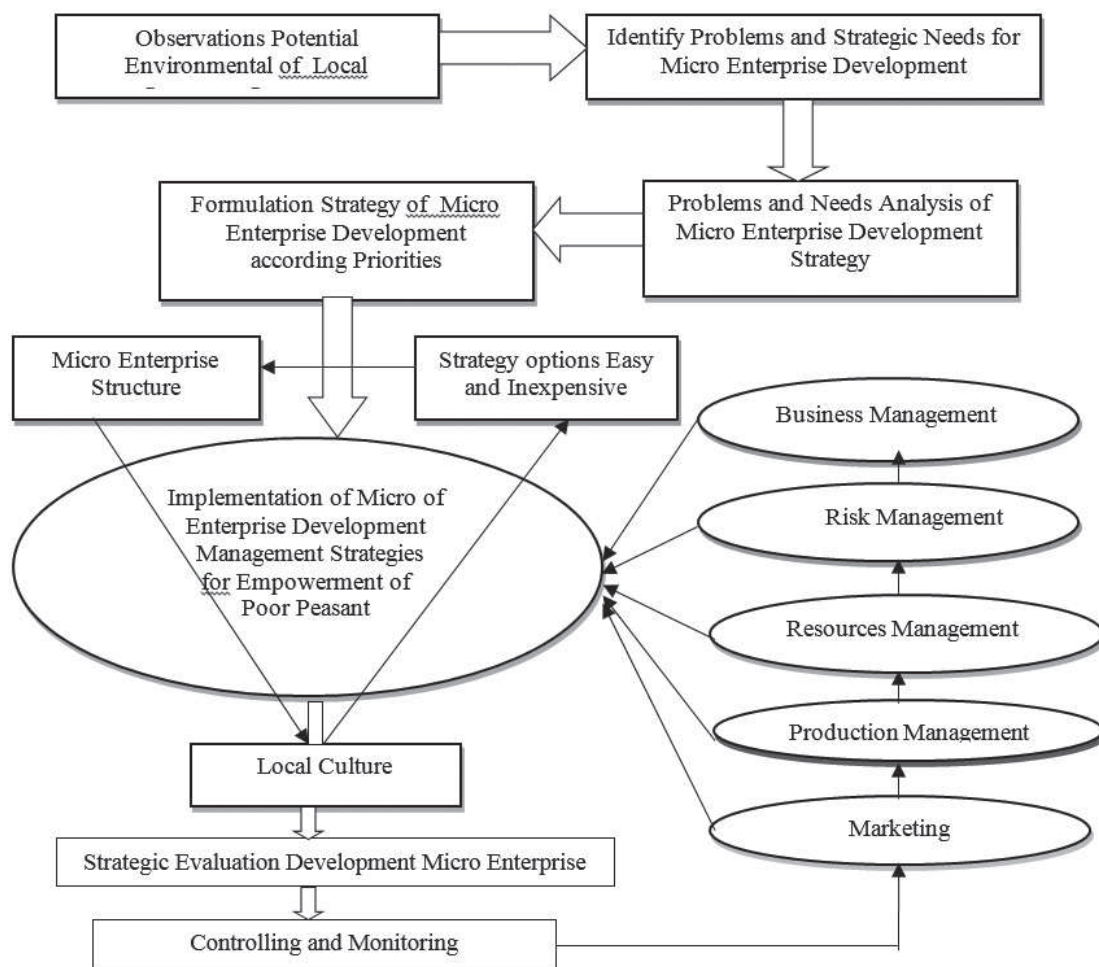 Observations Potential
Environmental of Local
Identify Problems and Strategic Needs for
Micro Enterprise Development
Formulation Strategy of Micro
Enterprise Development
according Priorities
Problems and Needs Analysis of
Micro Enterprise Development
Strategy
Micro Enterprise
Structure
Strategy options Easy
and Inexpensive
Business Management
Implementation of Micro of
Enterprise Development
Management Strategies
for Empowerment of
Poor Peasant
Risk Management
Resources Management
Production Management
Local Culture
Marketing
Strategic Evaluation Development Micro Enterprise
Controlling and Monitoring